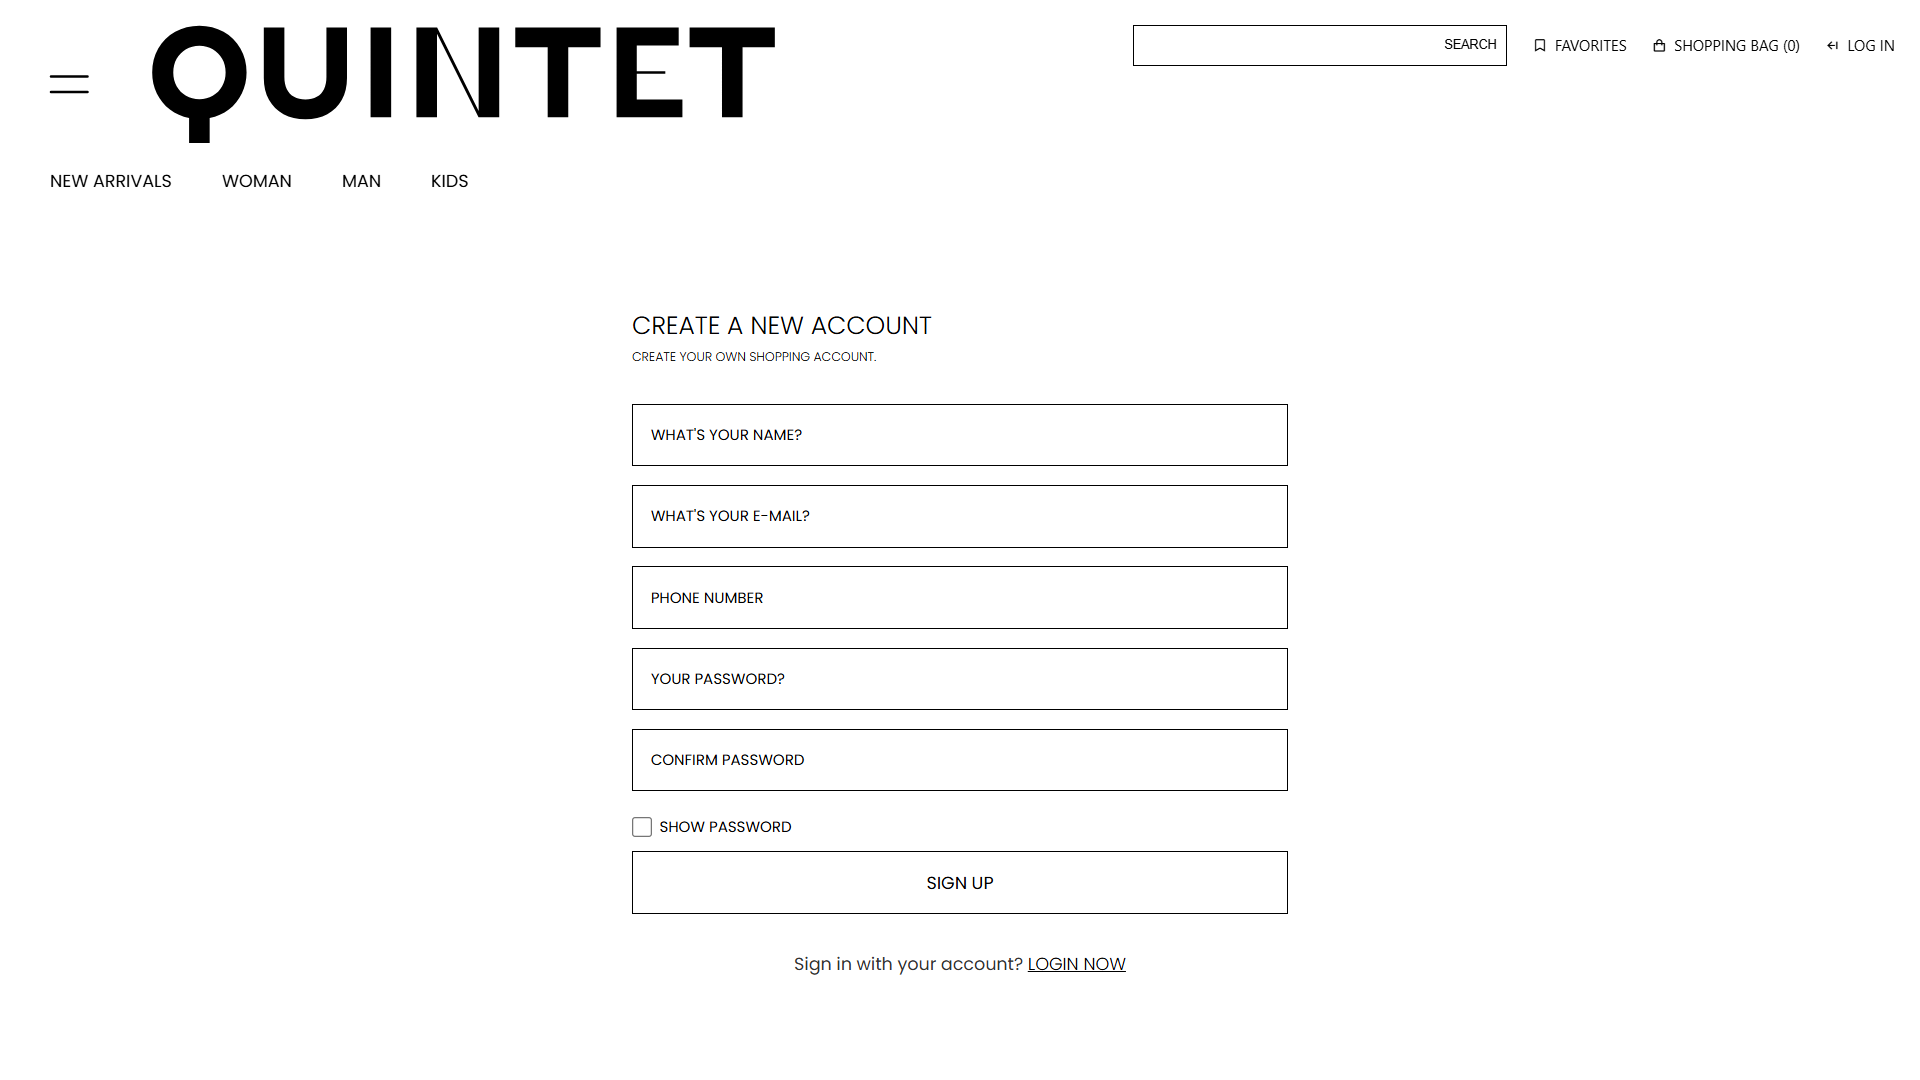 QUINTET
SEARCH
FAVORITES
SHOPPING BAG (0)
LOG IN
NEW ARRIVALS
WOMAN
MAN
KIDS
CREATE A NEW ACCOUNT
CREATE YOUR OWN SHOPPING ACCOUNT.
WHAT'S YOUR NAME?
WHAT'S YOUR E-MAIL?
PHONE NUMBER
YOUR PASSWORD?
CONFIRM PASSWORD
SHOW PASSWORD
SIGN UP
Sign in with your account? LOGIN NOW